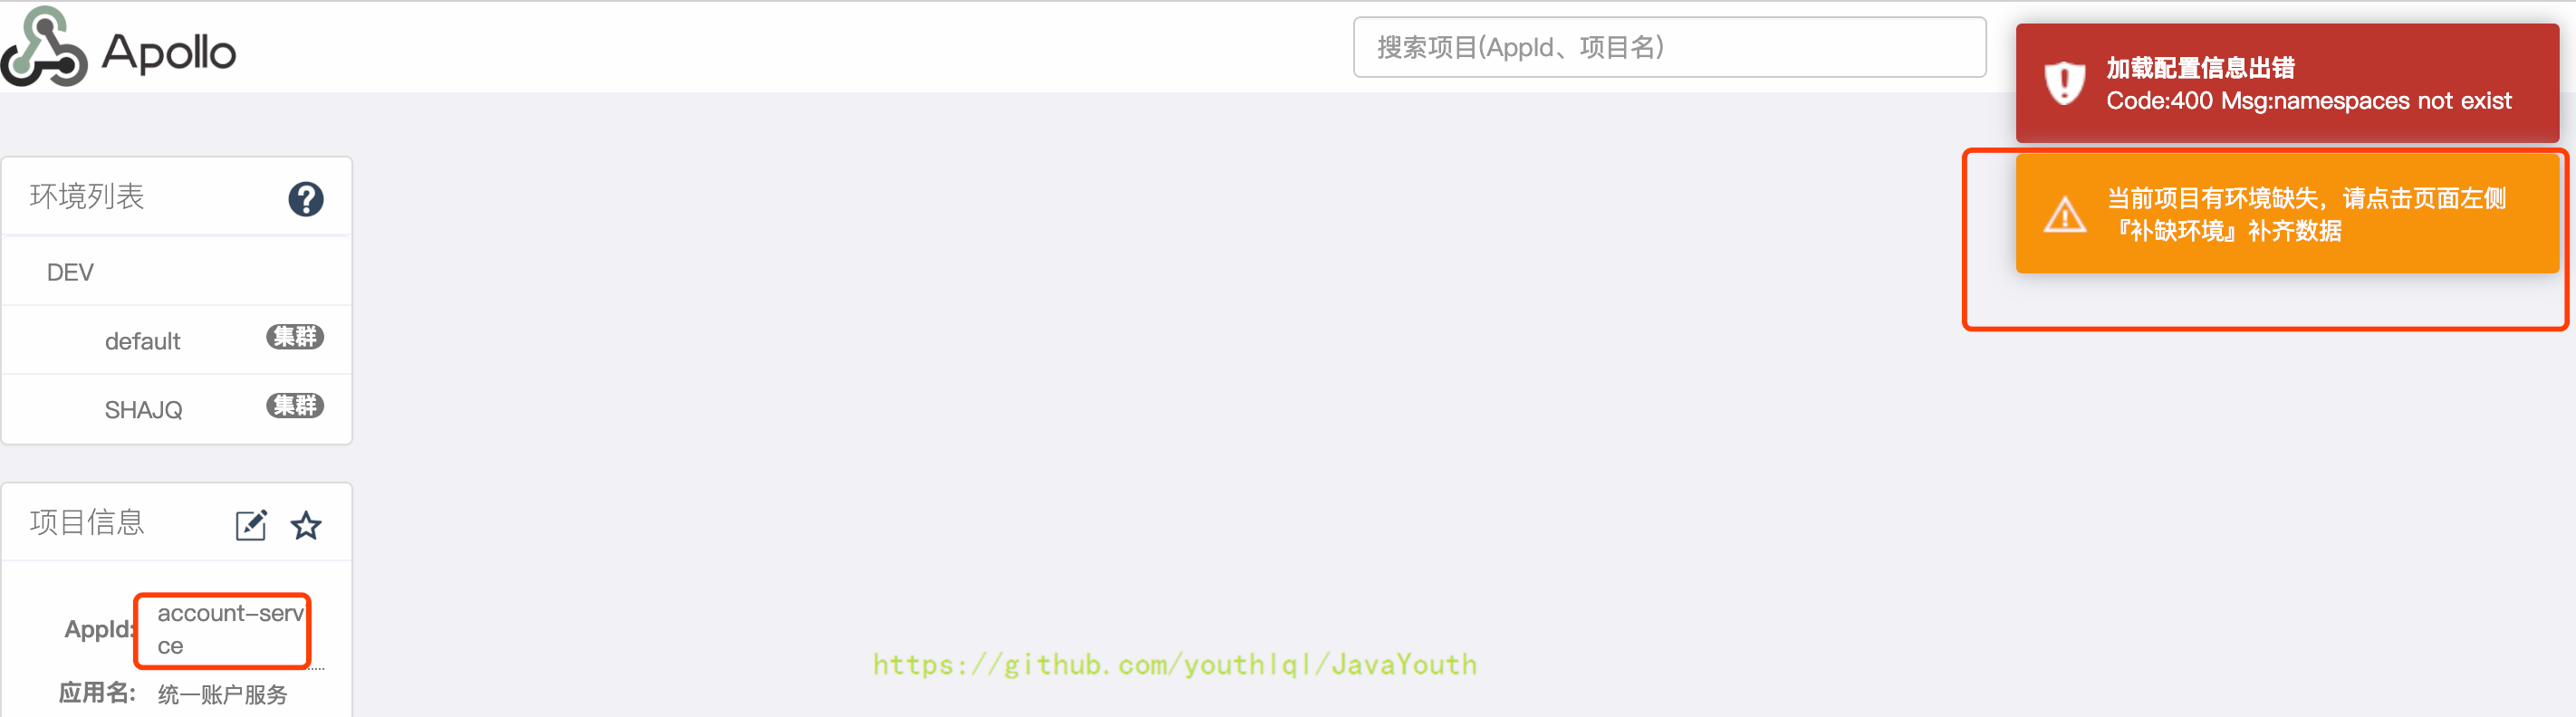 Apollo
搜索项目(AppId、项目名)
加载配置信息出错
Code:400 Msg:namespaces not exist
当前项目有环境缺失，请点击页面左侧
『补缺环境』补齐数据
环境列表
DEV
default 集群
SHAJQ 集群
项目信息
AppId: account-servi
ce
应用名: 统一账户服务
https://github.com/youthlql/JavaYouth